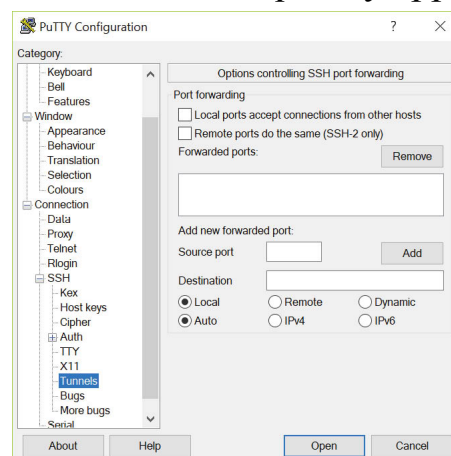 PuTTY Configuration ? ×
Category:
Keyboard
Bell
Features
Window
Appearance
Behaviour
Translation
Selection
Colours
Connection
Data
Proxy
Telnet
Rlogin
SSH
Kex
Host keys
Cipher
Auth
TTY
X11
Tunnels
Bugs
More bugs
Serial
Options controlling SSH port forwarding
Port forwarding
Local ports accept connections from other hosts
Remote ports do the same (SSH-2 only)
Forwarded ports: Remove
Add new forwarded port:
Source port Add
Destination
Local Remote Dynamic
Auto IPv4 IPv6
About Help Open Cancel